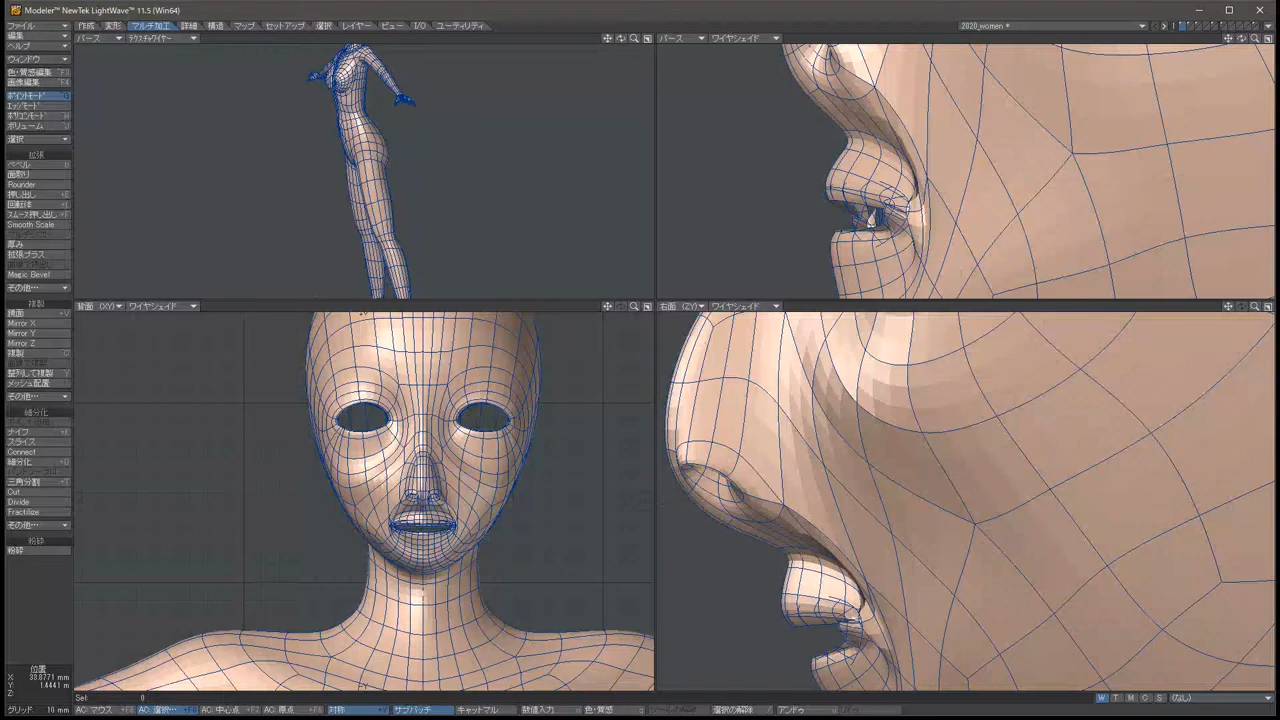 Modeler™ NewTek LightWave™ 11.5 (Win64)
ファイル 作成 変形 マルチ加工 詳細 構造 マップ セットアップ 選択 レイヤー ビュー I/O ユーティリティ 2020_women *
編集
ヘルプ
ウィンドウ
色・質感編集 ^F3
画像編集 ^F4
ポイントモード G
エッジモード
ポリゴンモード H
ボリューム J
選択
拡張
ベベル b
面取り
Rounder
押し出し +E
回転体 +L
スムース押し出し +F
Smooth Scale
厚み
拡張プラス
Magic Bevel
その他…
複製
鏡面 +V
Mirror X
Mirror Y
Mirror Z
複製 C
整列して複製 Y
メッシュ配置
その他…
細分化
ナイフ +K
スライス
Connect
細分化 +D
三角分割 +T
Cut
Divide
Fractilize
その他…
粉砕
粉砕
パース テクスチャワイヤー
パース ワイヤシェイド
背面 (XY) ワイヤシェイド
右面 (ZY) ワイヤシェイド
位置
X: 38.8771 mm
Y: 1.4441 m
Z:
グリッド: 10 mm
Sel: 0
W T M C S (なし)
AC: マウス +F5 AC: 選択… +F8 AC: 中心点 +F7 AC: 原点 +F6 対称 +Y サブパッチ キャットマル 数値入力 n 色・質感 q 選択の解除 / アンドゥ u